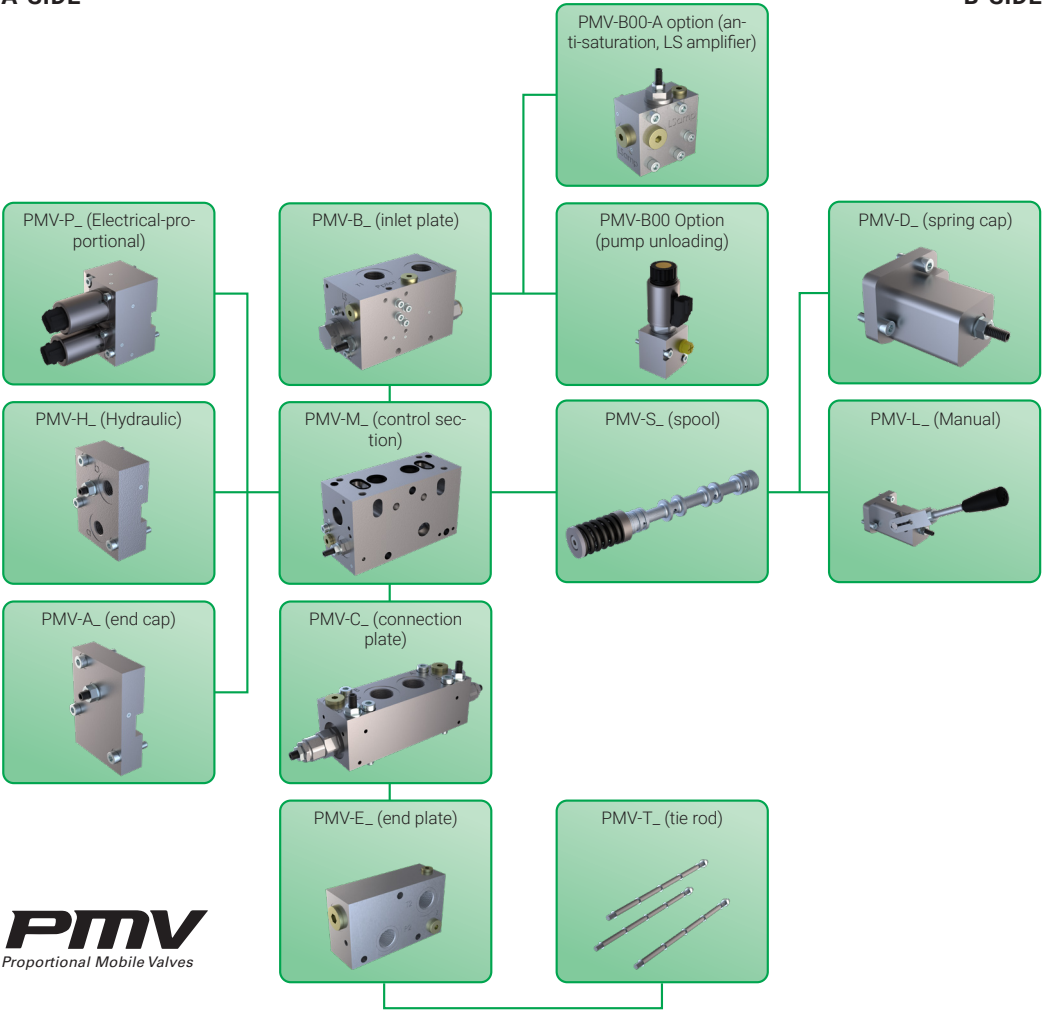 A-SIDE
B-SIDE
PMV-B00-A option (an-
ti-saturation, LS amplifier)
PMV-P_ (Electrical-pro-
portional)
PMV-B_ (inlet plate)
PMV-B00 Option
(pump unloading)
PMV-D_ (spring cap)
PMV-H_ (Hydraulic)
PMV-M_ (control sec-
tion)
PMV-S_ (spool)
PMV-L_ (Manual)
PMV-A_ (end cap)
PMV-C_ (connection
plate)
PMV-E_ (end plate)
PMV-T_ (tie rod)
PMV
Proportional Mobile Valves